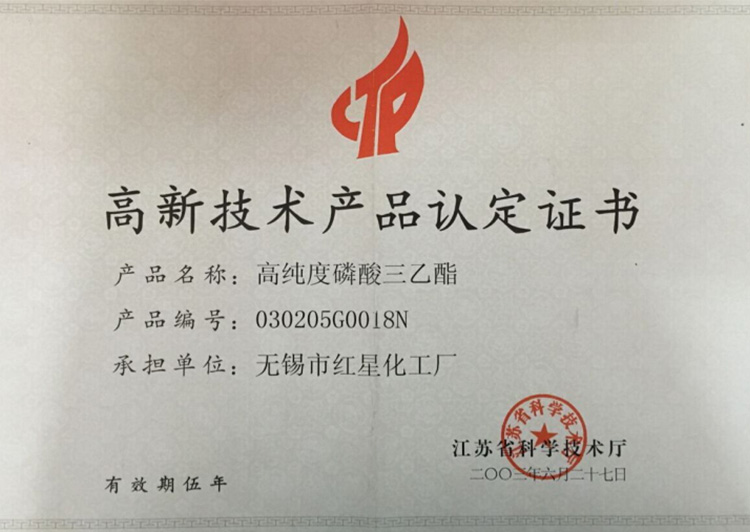 高新技术产品认定证书
产品名称：高纯度磷酸三乙酯
产品编号：030205G0018N
承担单位：无锡市红星化工厂
江苏省科学技术厅
二〇〇三年六月二十七日
有效期伍年